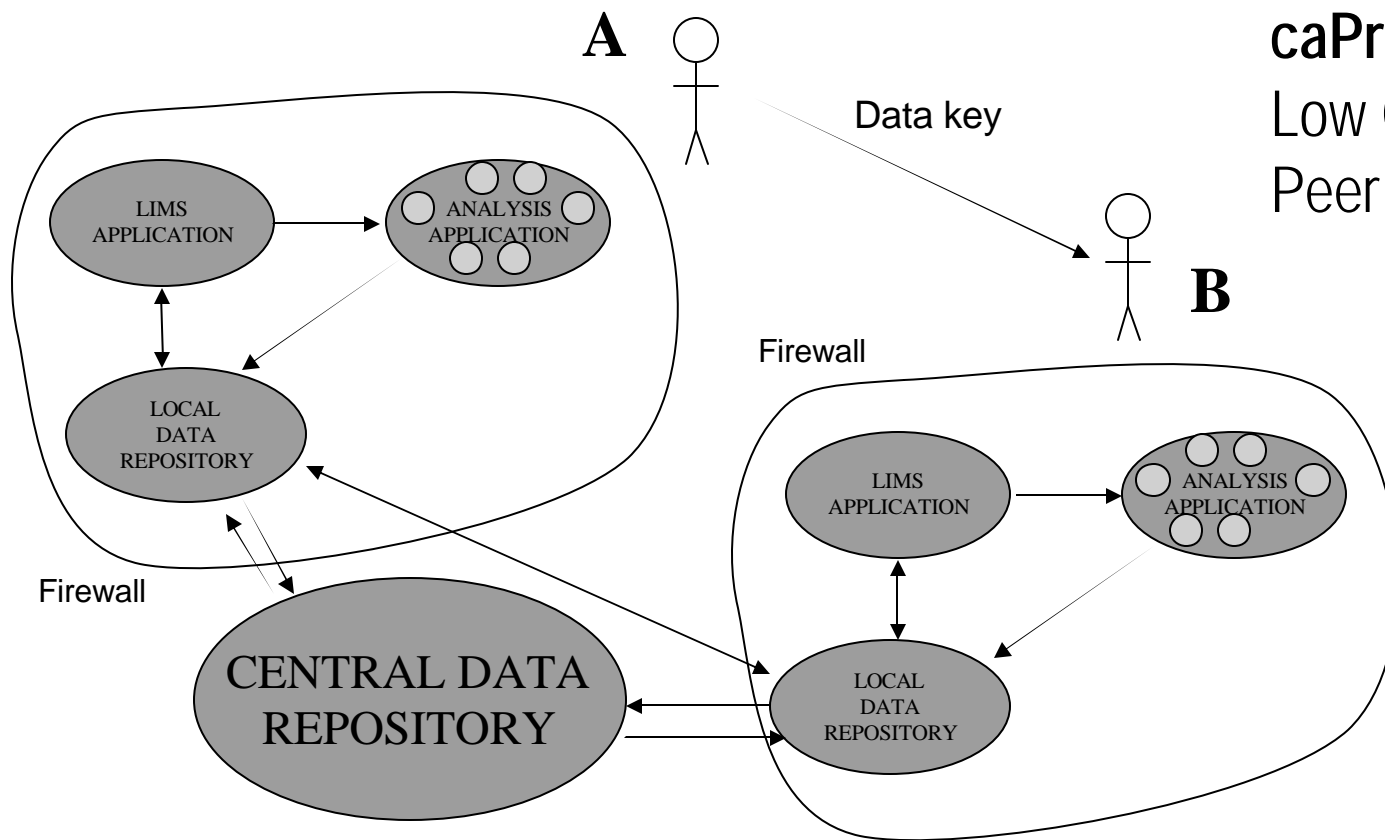 A
caPr
Low
Peer
Data key
LIMS
APPLICATION
ANALYSIS
APPLICATION
B
Firewall
LOCAL
DATA
REPOSITORY
LIMS
APPLICATION
ANALYSIS
APPLICATION
Firewall
CENTRAL DATA
REPOSITORY
LOCAL
DATA
REPOSITORY